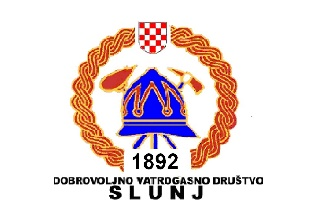 1892
DOBROVOLJNO VATROGASNO DRUŠTVO
SLUNJ